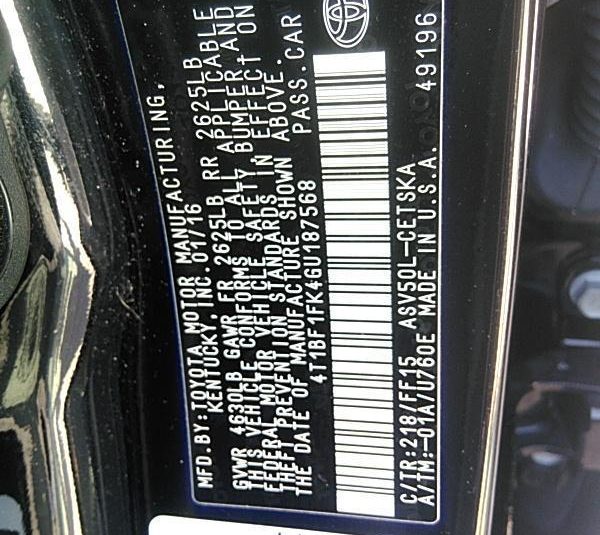 MFD.BY:TOYOTA MOTOR MANUFACTURING,
KENTUCKY, INC. 01/16
GVWR 4630LB GAWR FR 2625LB RR 2625LB
THIS VEHICLE CONFORMS TO ALL APPLICABLE
FEDERAL MOTOR VEHICLE SAFETY, BUMPER, AND
THEFT PREVENTION STANDARDS IN EFFECT ON
THE DATE OF MANUFACTURE SHOWN ABOVE.
4T1BF1FK4GU187568 PASS.CAR
C/TR:218/FF15 ASV50L-CETSKA
A/TM:-01A/U760E MADE IN U.S.A. 49196